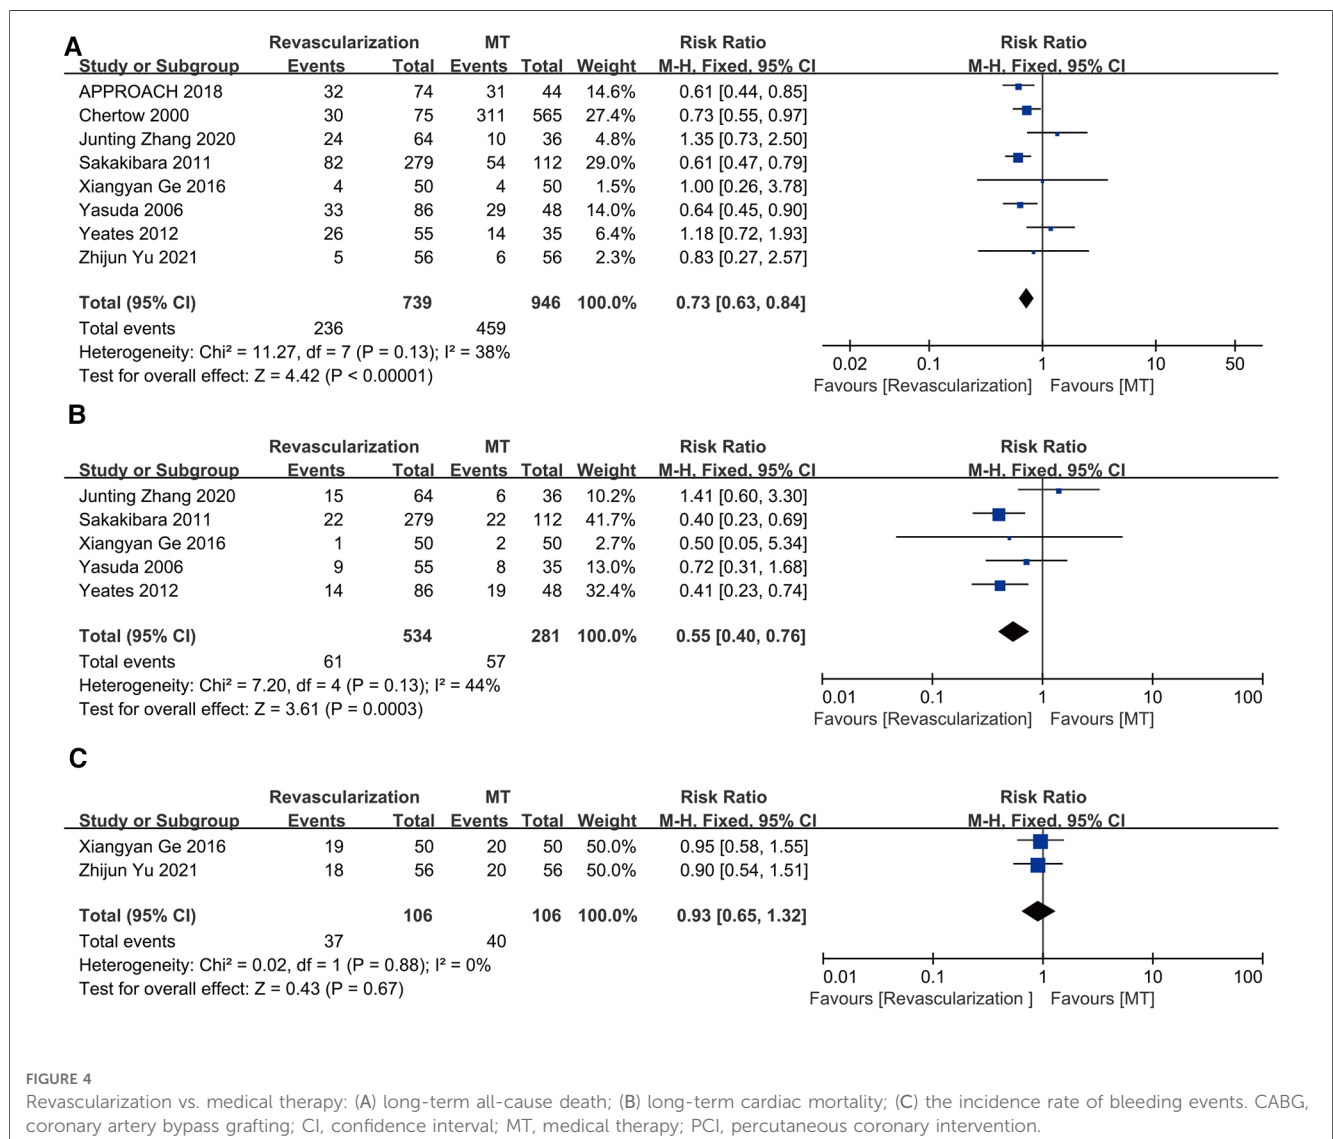 A
Revascularization MT Risk Ratio Risk Ratio
Study or Subgroup Events Total Events Total Weight M-H, Fixed, 95% CI M-H, Fixed, 95% CI
APPROACH 2018 32 74 31 44 14.6% 0.61 [0.44, 0.85]
Chertow 2000 30 75 311 565 27.4% 0.73 [0.55, 0.97]
Junting Zhang 2020 24 64 10 36 4.8% 1.35 [0.73, 2.50]
Sakakibara 2011 82 279 54 112 29.0% 0.61 [0.47, 0.79]
Xiangyan Ge 2016 4 50 4 50 1.5% 1.00 [0.26, 3.78]
Yasuda 2006 33 86 29 48 14.0% 0.64 [0.45, 0.90]
Yeates 2012 26 55 14 35 6.4% 1.18 [0.72, 1.93]
Zhijun Yu 2021 5 56 6 56 2.3% 0.83 [0.27, 2.57]
Total (95% CI) 739 946 100.0% 0.73 [0.63, 0.84]
Total events 236 459
Heterogeneity: Chi² = 11.27, df = 7 (P = 0.13); I² = 38%
Test for overall effect: Z = 4.42 (P < 0.00001)
0.02 0.1 1 10 50
Favours [Revascularization] Favours [MT]
B
Revascularization MT Risk Ratio Risk Ratio
Study or Subgroup Events Total Events Total Weight M-H, Fixed, 95% CI M-H, Fixed, 95% CI
Junting Zhang 2020 15 64 6 36 10.2% 1.41 [0.60, 3.30]
Sakakibara 2011 22 279 22 112 41.7% 0.40 [0.23, 0.69]
Xiangyan Ge 2016 1 50 2 50 2.7% 0.50 [0.05, 5.34]
Yasuda 2006 9 55 8 35 13.0% 0.72 [0.31, 1.68]
Yeates 2012 14 86 19 48 32.4% 0.41 [0.23, 0.74]
Total (95% CI) 534 281 100.0% 0.55 [0.40, 0.76]
Total events 61 57
Heterogeneity: Chi² = 7.20, df = 4 (P = 0.13); I² = 44%
Test for overall effect: Z = 3.61 (P = 0.0003)
0.01 0.1 1 10 100
Favours [Revascularization] Favours [MT]
C
Revascularization MT Risk Ratio Risk Ratio
Study or Subgroup Events Total Events Total Weight M-H, Fixed, 95% CI M-H, Fixed, 95% CI
Xiangyan Ge 2016 19 50 20 50 50.0% 0.95 [0.58, 1.55]
Zhijun Yu 2021 18 56 20 56 50.0% 0.90 [0.54, 1.51]
Total (95% CI) 106 106 100.0% 0.93 [0.65, 1.32]
Total events 37 40
Heterogeneity: Chi² = 0.02, df = 1 (P = 0.88); I² = 0%
Test for overall effect: Z = 0.43 (P = 0.67)
0.01 0.1 1 10 100
Favours [Revascularization ] Favours [MT]
FIGURE 4
Revascularization vs. medical therapy: (A) long-term all-cause death; (B) long-term cardiac mortality; (C) the incidence rate of bleeding events. CABG,
coronary artery bypass grafting; CI, confidence interval; MT, medical therapy; PCI, percutaneous coronary intervention.